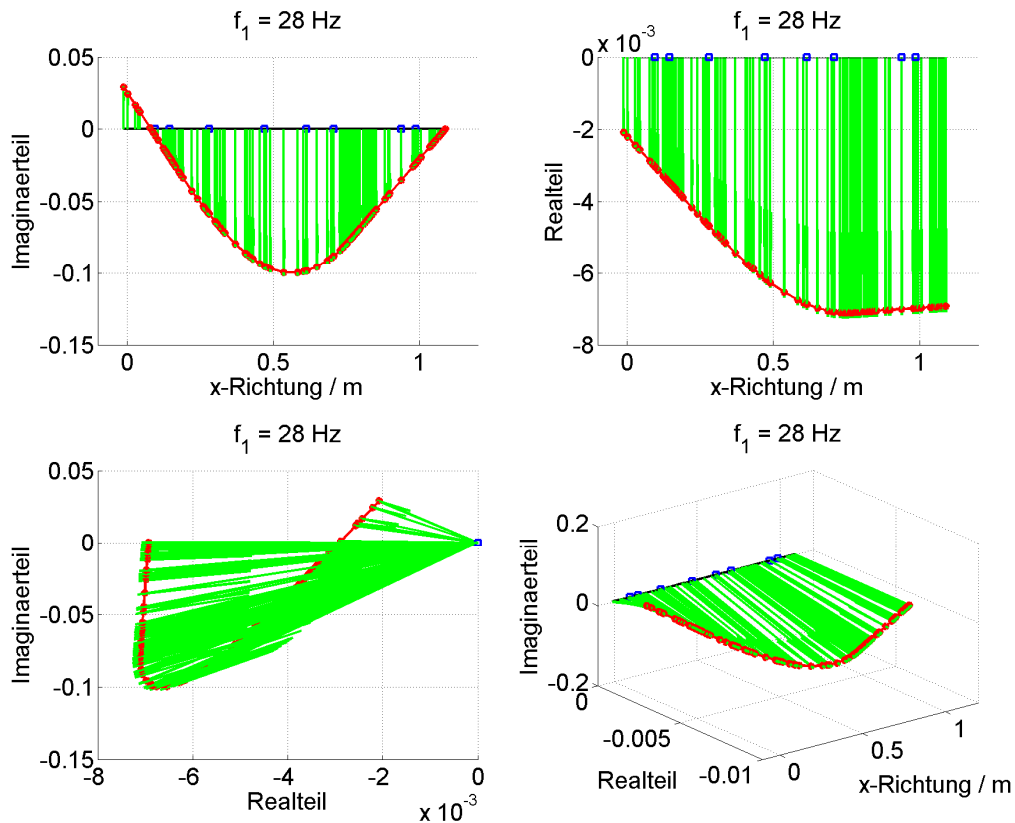 f1 = 28 Hz
0.05
0
-0.05
-0.1
-0.15
Imaginaerteil
0
0.5
1
x-Richtung / m
f1 = 28 Hz
x 10-3
0
-2
-4
-6
-8
Realteil
0
0.5
1
x-Richtung / m
f1 = 28 Hz
0.05
0
-0.05
-0.1
-0.15
Imaginaerteil
-8
-6
-4
-2
0
Realteil
x 10-3
f1 = 28 Hz
0.2
0
-0.2
Imaginaerteil
0
-0.005
-0.01
Realteil
0
0.5
1
x-Richtung / m